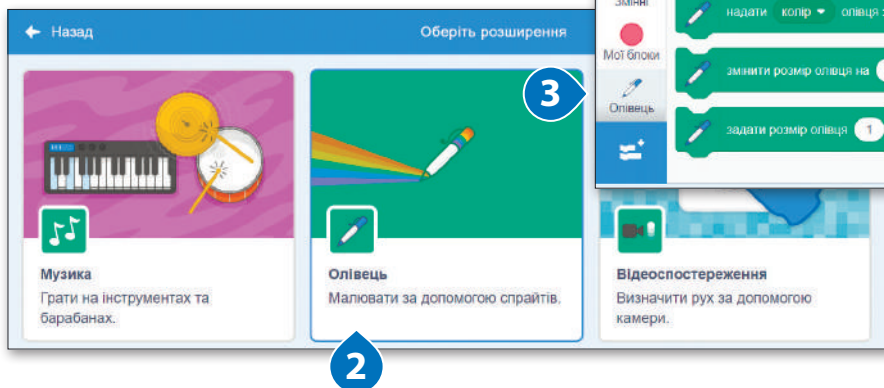 Назад
Оберіть розширення
Змінні
Мої блоки
Олівець
надати колір олівця
змінити розмір олівця на
задати розмір олівця 1
3
Музика
Грати на інструментах та
барабанах.
Олівець
Малювати за допомогою спрайтів.
Відеоспостереження
Визначити рух за допомогою
камери.
2